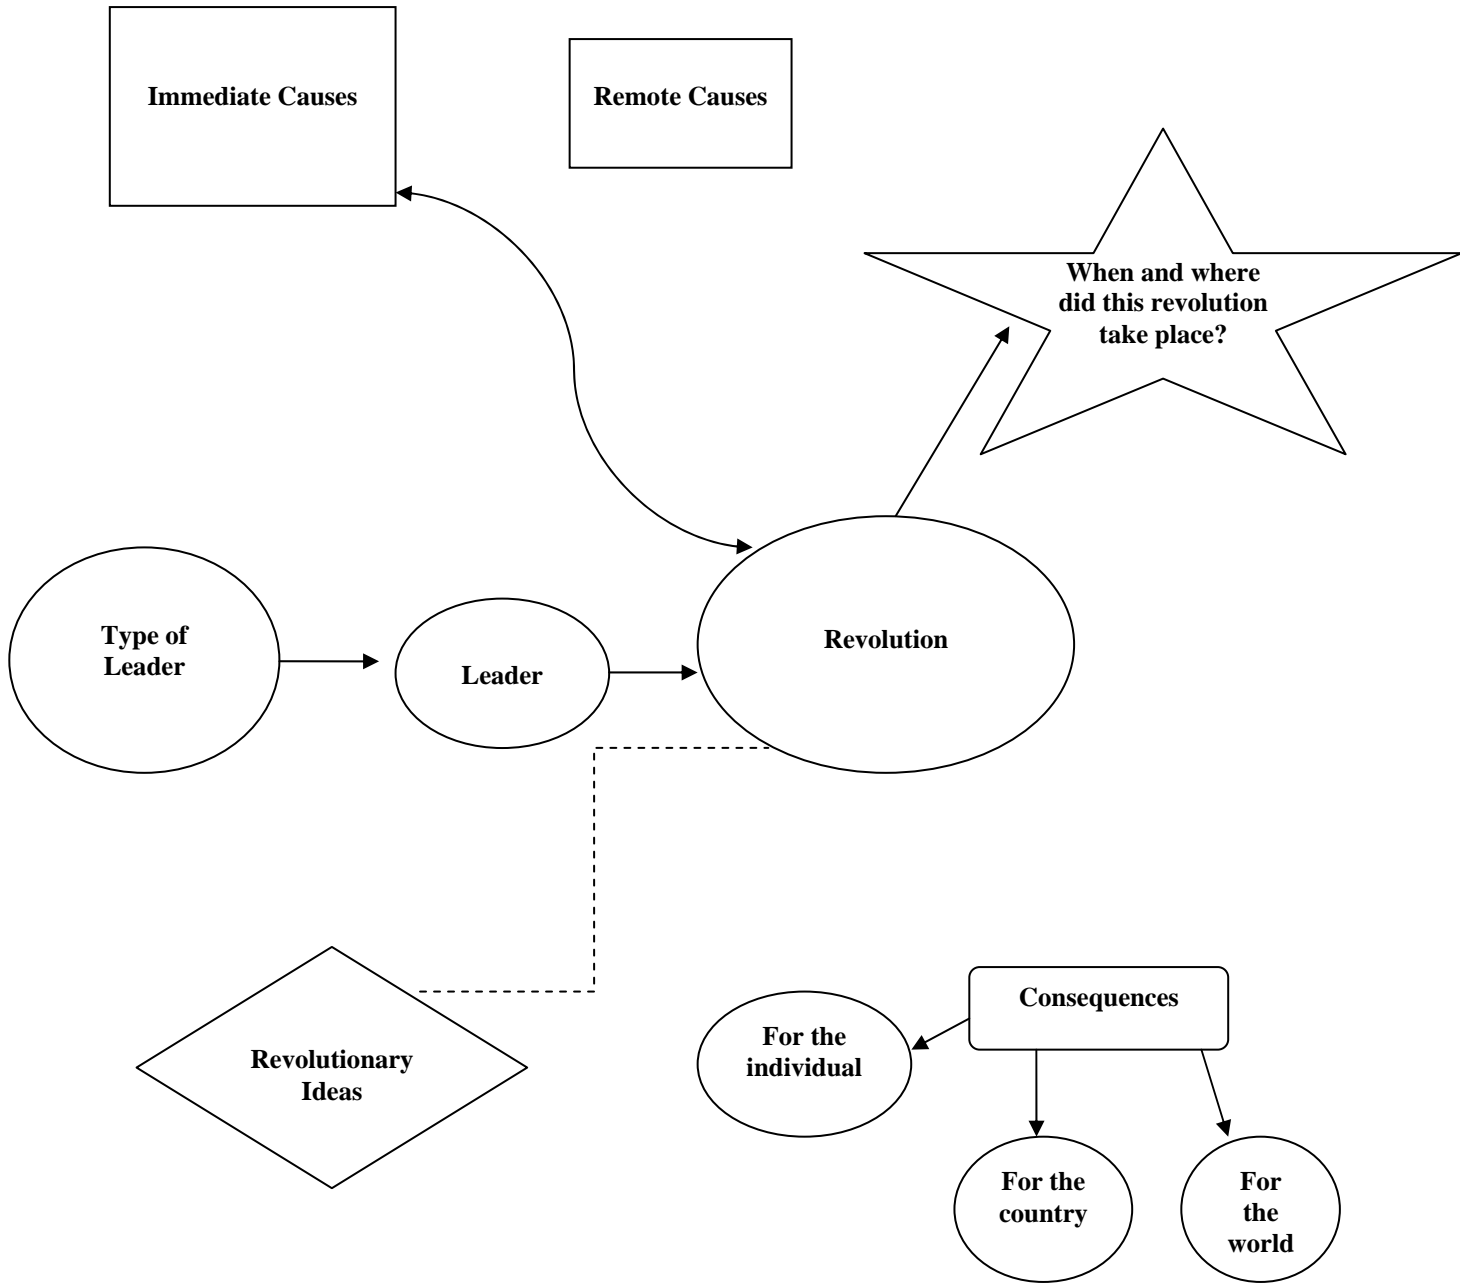 Immediate Causes
Remote Causes
When and where
did this revolution
take place?
Type of
Leader
Leader
Revolution
Revolutionary
Ideas
Consequences
For the
individual
For the
country
For
the
world